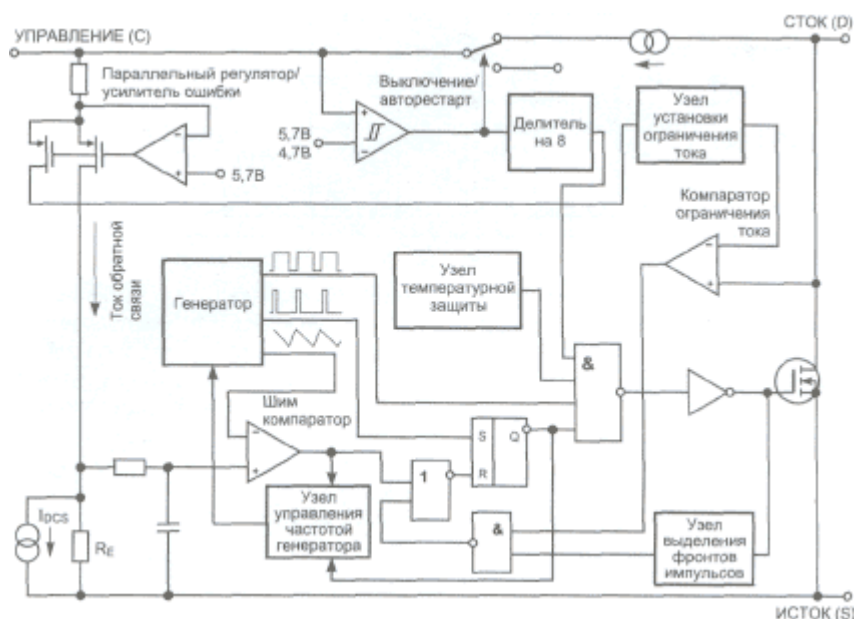 УПРАВЛЕНИЕ (C)
СТОК (D)
Параллельный регулятор/
усилитель ошибки
Выключение/
авторестарт
Узел
установки
ограничения
тока
Делитель
на 8
5,7В
4,7В
5,7В
Компаратор
ограничения
тока
Ток обратной
связи
Генератор
Узел
температурной
защиты
&
Шим
компаратор
S
Q
R
1
Узел
управления
частотой
генератора
&
Узел
выделения
фронтов
импульсов
IDCS
RE
ИСТОК (S)